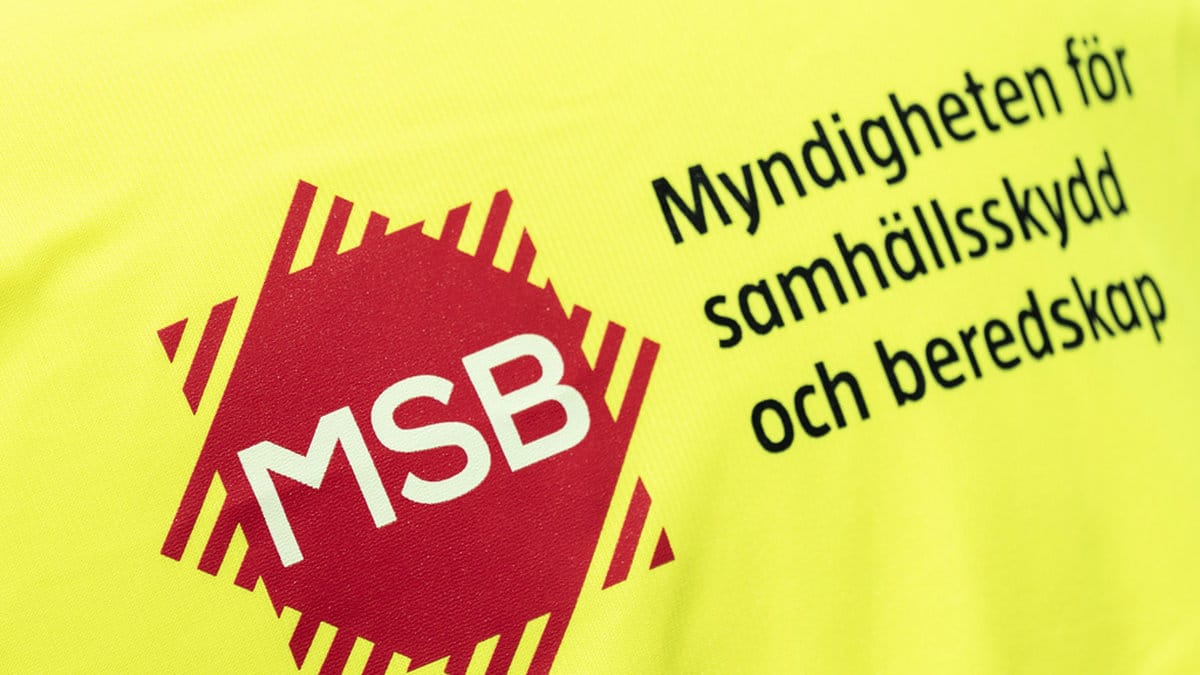 MSB
Myndigheten för
samhällsskydd
och beredskap